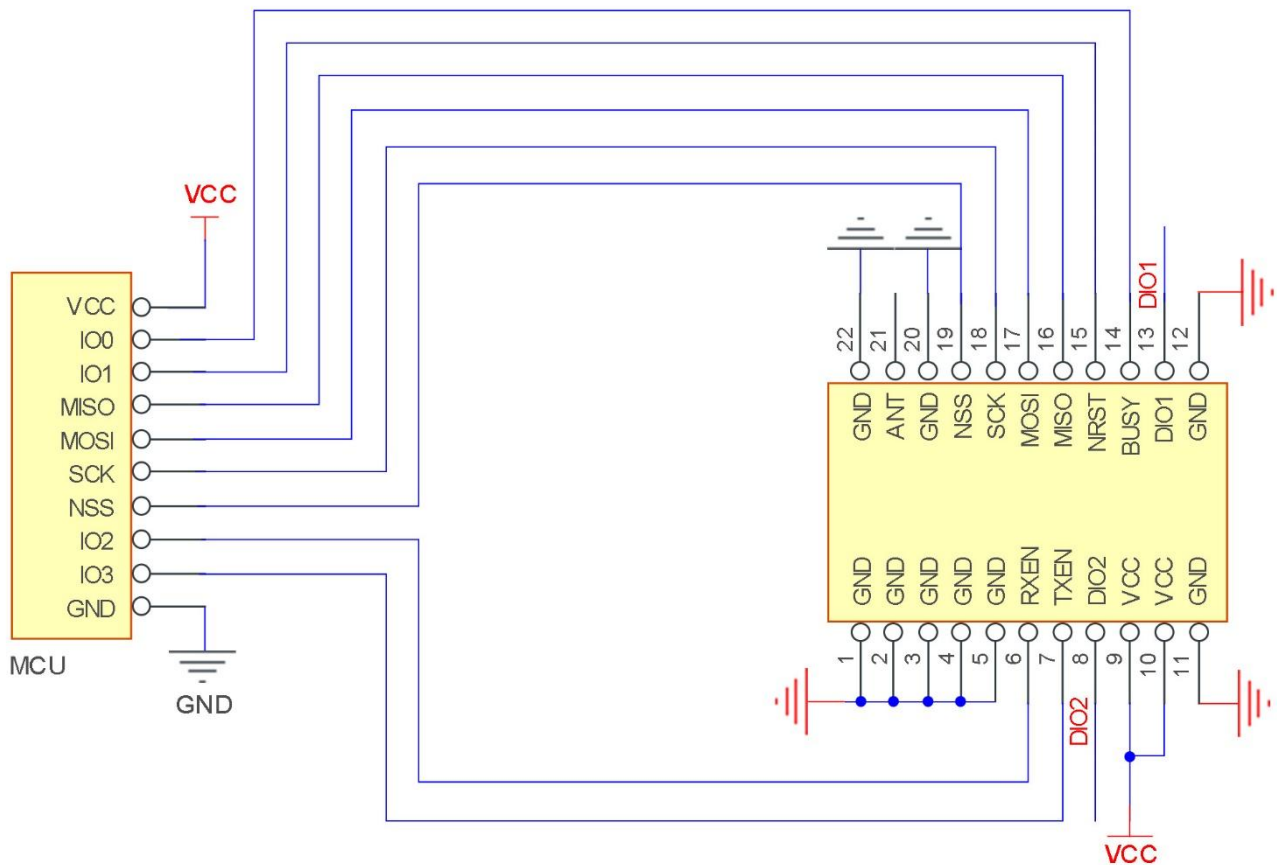 VCC
VCC
IO0
IO1
MISO
MOSI
SCK
NSS
IO2
IO3
GND
MCU
GND
DIO1
22
21
20
19
18
17
16
15
14
13
12
GND
ANT
GND
NSS
SCK
MOSI
MISO
NRST
BUSY
DIO1
GND
GND
GND
GND
GND
GND
RXEN
TXEN
DIO2
VCC
VCC
GND
1
2
3
4
5
6
7
8
9
10
11
DIO2
VCC